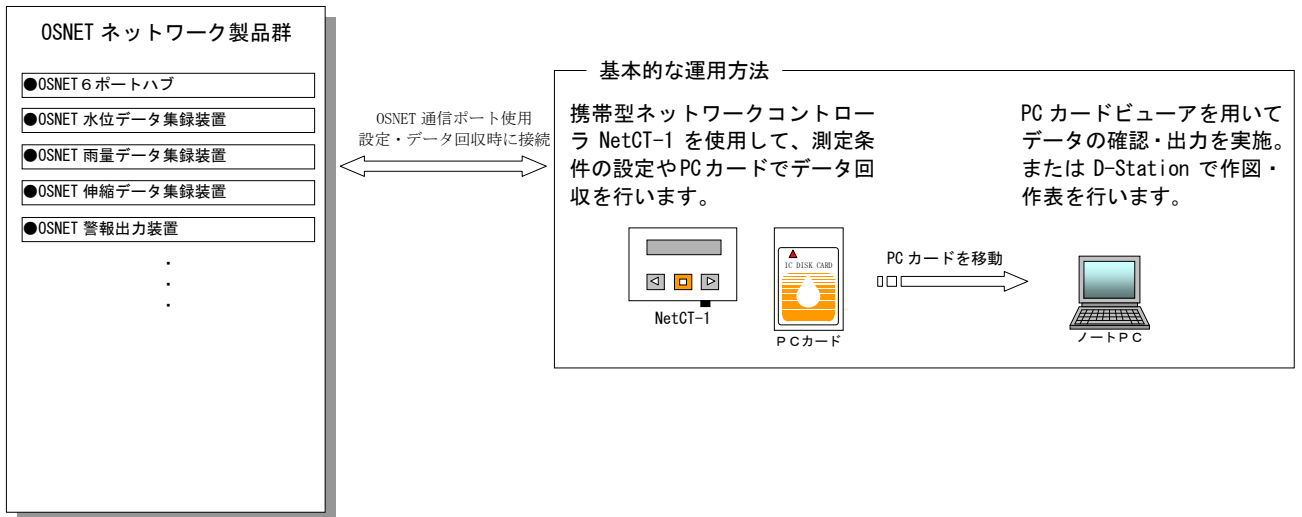 OSNET ネットワーク製品群
●OSNET６ポートハブ
●OSNET 水位データ集録装置
●OSNET 雨量データ集録装置
●OSNET 伸縮データ集録装置
●OSNET 警報出力装置
・
・
・
OSNET 通信ポート使用
設定・データ回収時に接続
基本的な運用方法
携帯型ネットワークコントロー
ラ NetCT-1 を使用して、測定条
件の設定やPCカードでデータ回
収を行います。
PC カードビューアを用いて
データの確認・出力を実施。
または D-Station で作図・
作表を行います。
IC DISK CARD
PC カードを移動
NetCT-1
ＰＣカード
ノートＰＣ